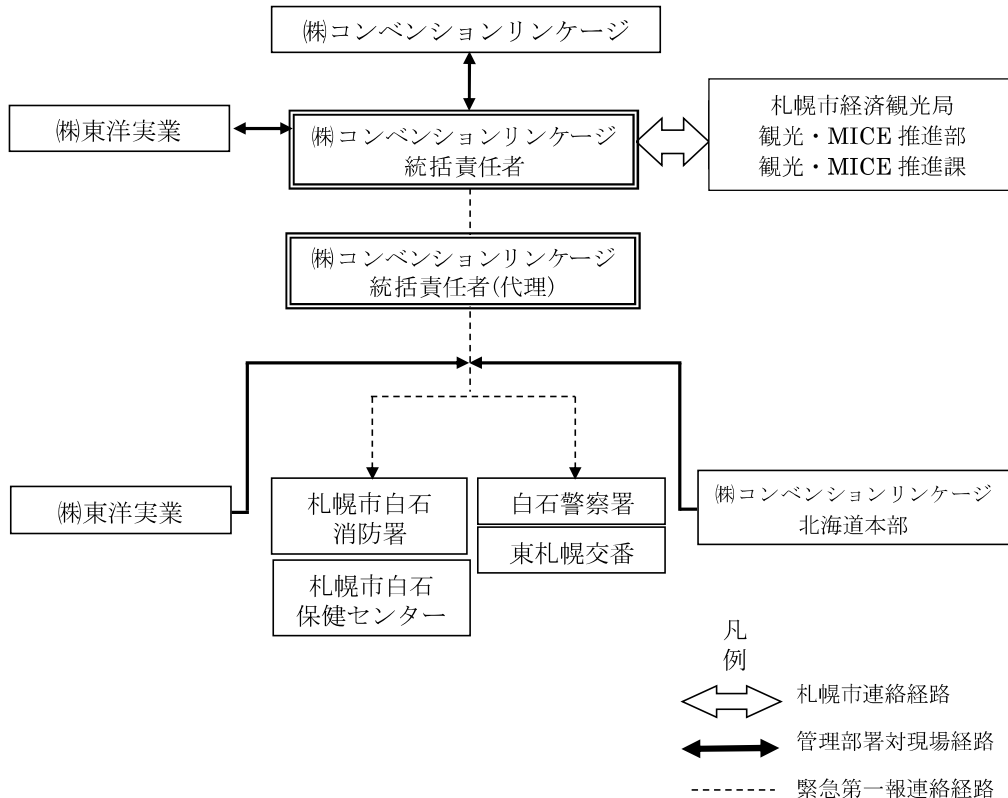 ㈱コンベンションリンケージ
㈱東洋実業
㈱コンベンションリンケージ
統括責任者
札幌市経済観光局
観光・MICE 推進部
観光・MICE 推進課
㈱コンベンションリンケージ
統括責任者(代理)
㈱東洋実業
札幌市白石
消防署
札幌市白石
保健センター
白石警察署
東札幌交番
㈱コンベンションリンケージ
北海道本部
凡
例
札幌市連絡経路
管理部署対現場経路
緊急第一報連絡経路